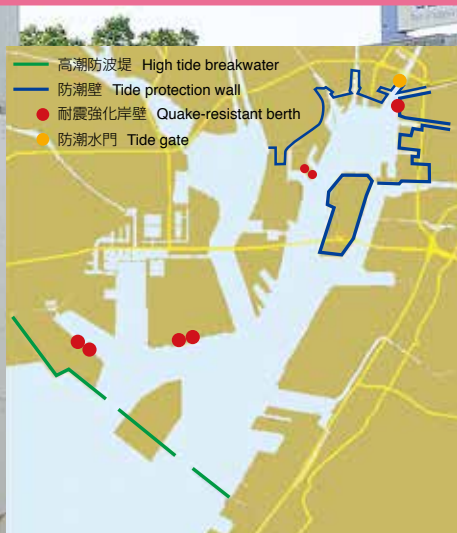 高潮防波堤 High tide breakwater
防潮壁 Tide protection wall
耐震強化岸壁 Quake-resistant berth
防潮水門 Tide gate